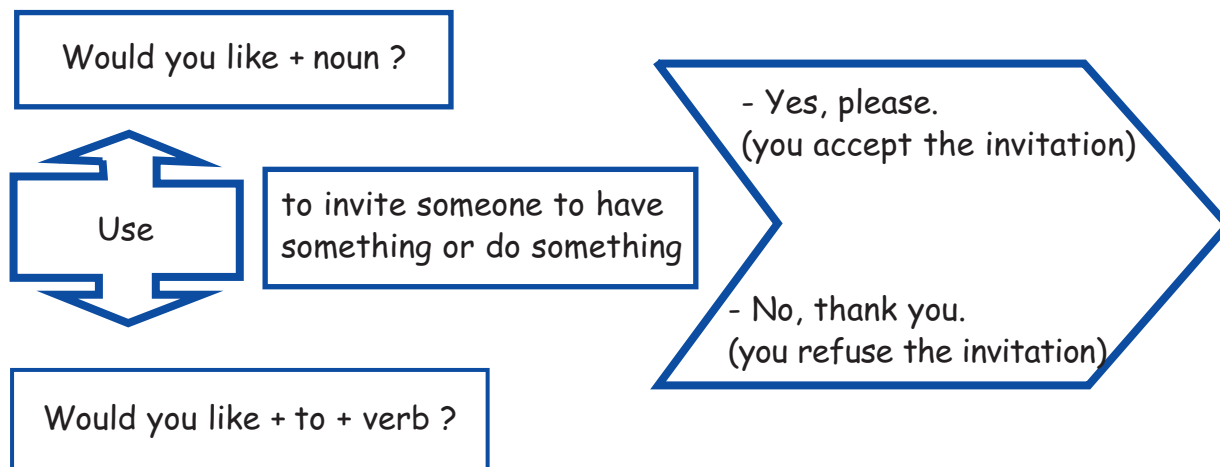 Would you like + noun ?
Use
to invite someone to have
something or do something
Would you like + to + verb ?
- Yes, please.
(you accept the invitation)
- No, thank you.
(you refuse the invitation)